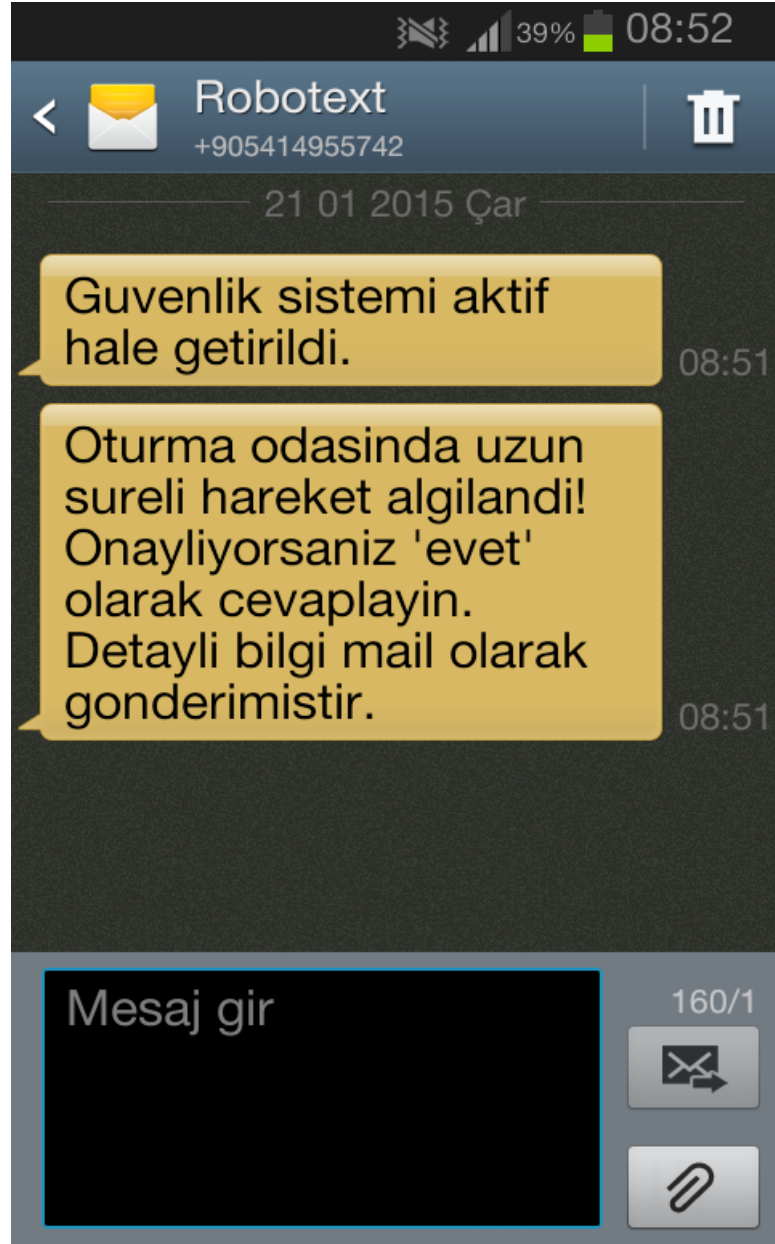 39% 08:52
Robotext
+905414955742
21 01 2015 Çar
Guvenlik sistemi aktif
hale getirildi.
08:51
Oturma odasinda uzun
sureli hareket algilandi!
Onayliyorsaniz 'evet'
olarak cevaplayin.
Detayli bilgi mail olarak
gonderimistir.
08:51
Mesaj gir
160/1